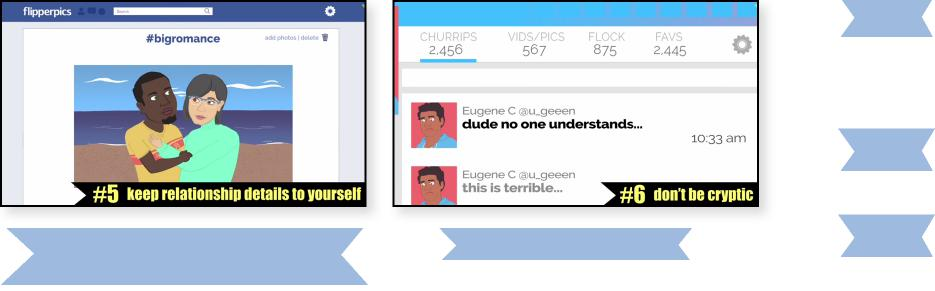 flipperpics
Search
#bigromance
add photos | delete
#5 keep relationship details to yourself
CHURRIPS VIDS/PICS FLOCK FAVS
2,456 567 875 2,445
Eugene C @u_geeen
dude no one understands...
10:33 am
Eugene C @u_geeen
this is terrible...
#6 don't be cryptic